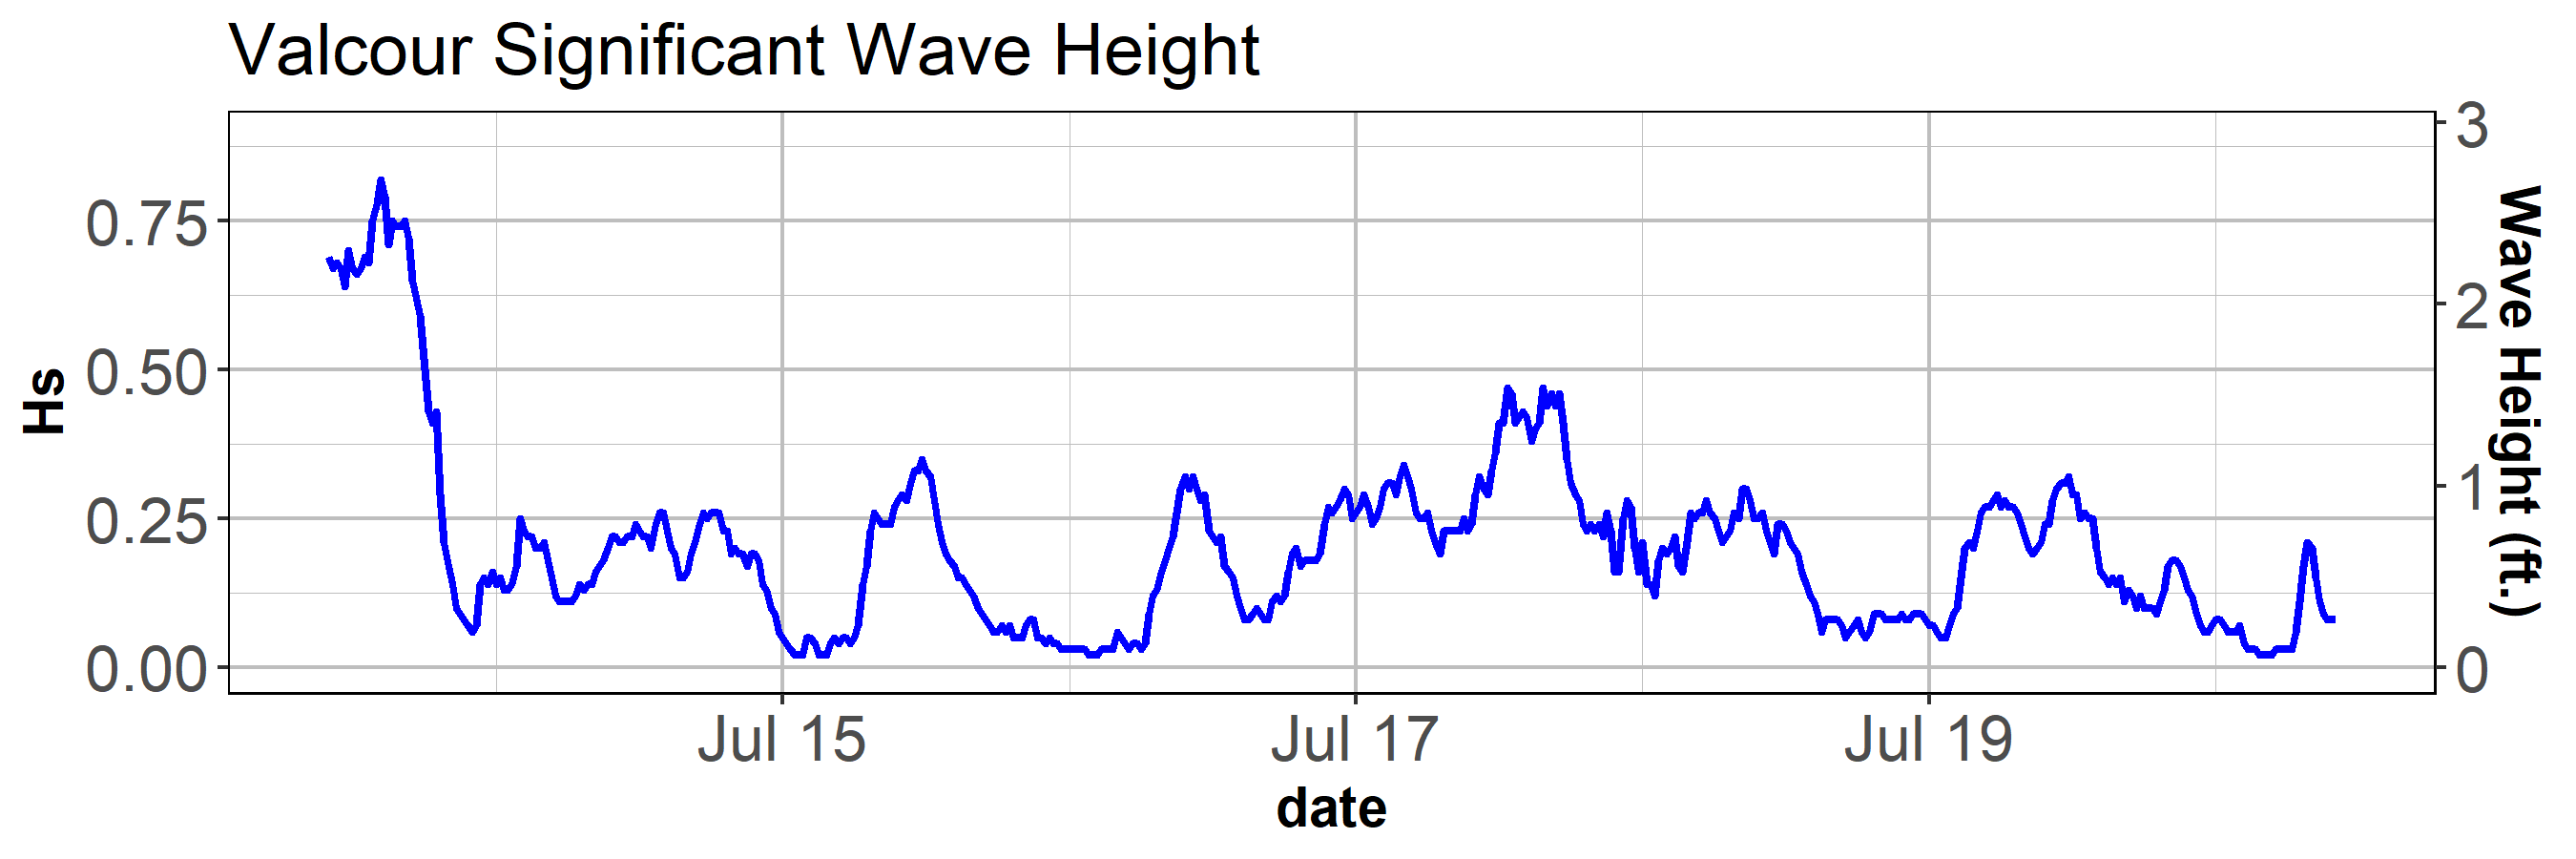 Valcour Significant Wave Height
Hs
0.75
0.50
0.25
0.00
3
2
1
0
Wave Height (ft.)
Jul 15
Jul 17
Jul 19
date